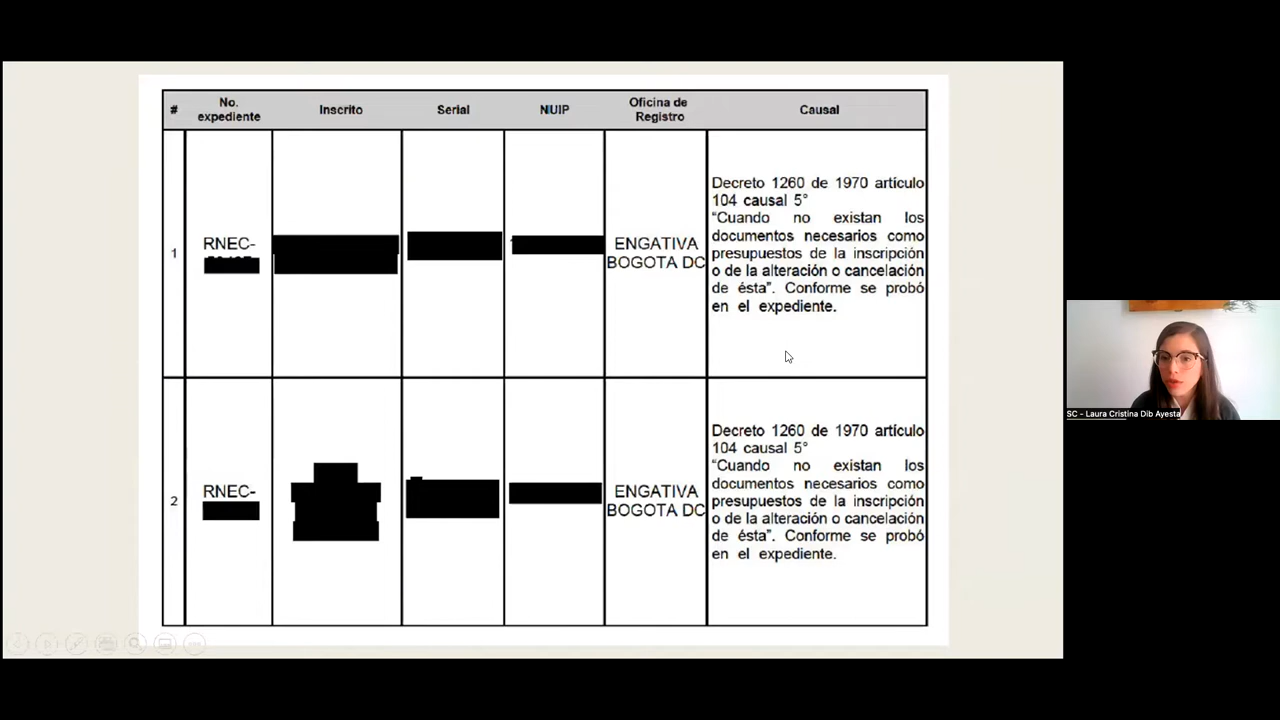 #
No.
expediente
Inscrito
Serial
NUIP
Oficina de
Registro
Causal
1
RNEC-
ENGATIVA
BOGOTA DC
Decreto 1260 de 1970 artículo
104 causal 5°
“Cuando no existan los
documentos necesarios como
presupuestos de la inscripción
o de la alteración o cancelación
de ésta”. Conforme se probó
en el expediente.
2
RNEC-
ENGATIVA
BOGOTA DC
Decreto 1260 de 1970 artículo
104 causal 5°
“Cuando no existan los
documentos necesarios como
presupuestos de la inscripción
o de la alteración o cancelación
de ésta”. Conforme se probó
en el expediente.
SC - Laura Cristina Dib Ayesta